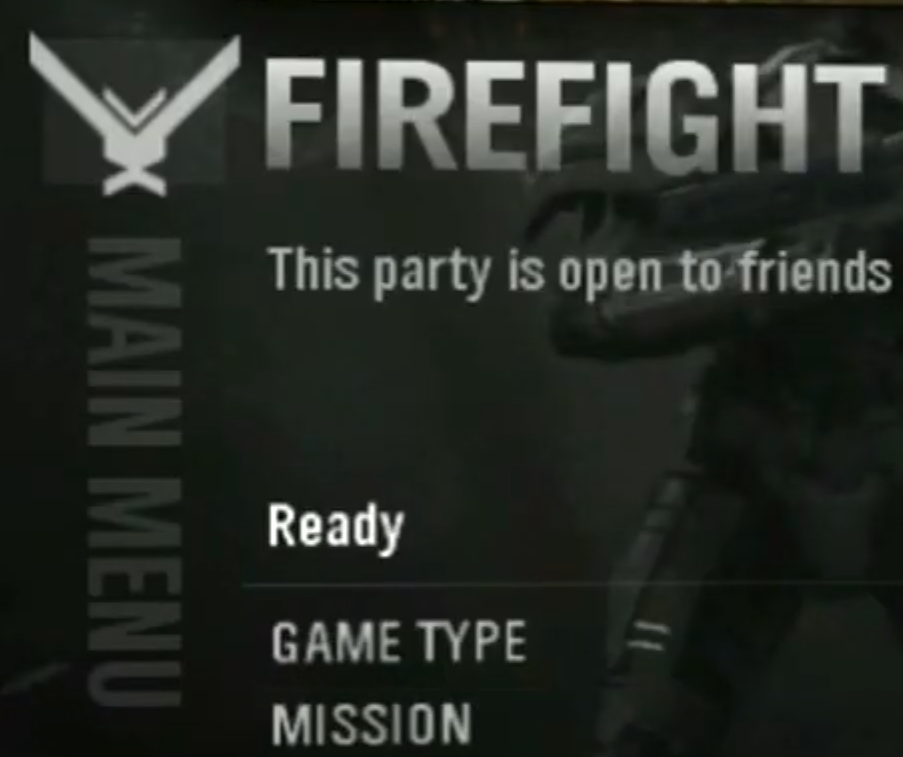 FIREFIGHT
This party is open to friends
MAIN MENU
Ready
GAME TYPE
MISSION